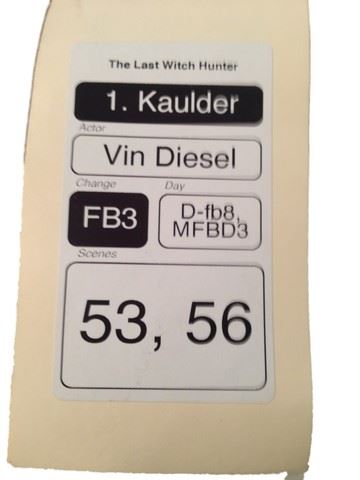 The Last Witch Hunter
1. Kaulder
Actor
Vin Diesel
Change Day
FB3
D-fb8,
MFBD3
Scenes
53, 56